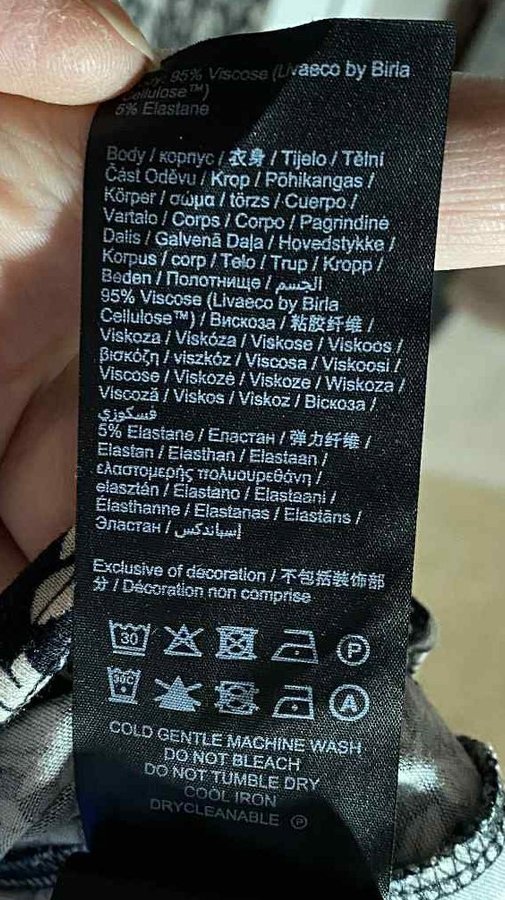 95% Viscose (Livaeco by Birla
Cellulose™)
5% Elastane
Body / корпус / 衣身 / Tijelo / Tělní
Část Oděvu / Krop / Põhikangas /
Körper / σώμα / törzs / Cuerpo /
Vartalo / Corps / Corpo / Pagrindinė
Dalis / Galvenā Daļa / Hovedstykke /
Korpus / corp / Telo / Trup / Kropp /
Beden / Полотнище / الجسم
95% Viscose (Livaeco by Birla
Cellulose™) / Вискоза / 粘胶纤维 /
Viskoza / Viskóza / Viskose / Viskoos /
βισκόζη / viszkóz / Viscosa / Viskoosi /
Viscose / Viskozė / Viskoze / Wiskoza /
Viscoză / Viskos / Viskoz / Віскоза /
فسكوزي
5% Elastane / Еластан / 弹力纤维 /
Elastan / Elasthan / Elastaan /
ελαστομερής πολυουρεθάνη /
elasztán / Elastano / Elastaani /
Élasthanne / Elastanas / Elastāns /
Эластан / إسباندكس
Exclusive of decoration / 不包括装饰部
分 / Décoration non comprise
30 P
30C A
COLD GENTLE MACHINE WASH
DO NOT BLEACH
DO NOT TUMBLE DRY
COOL IRON
DRYCLEANABLE Ⓟ